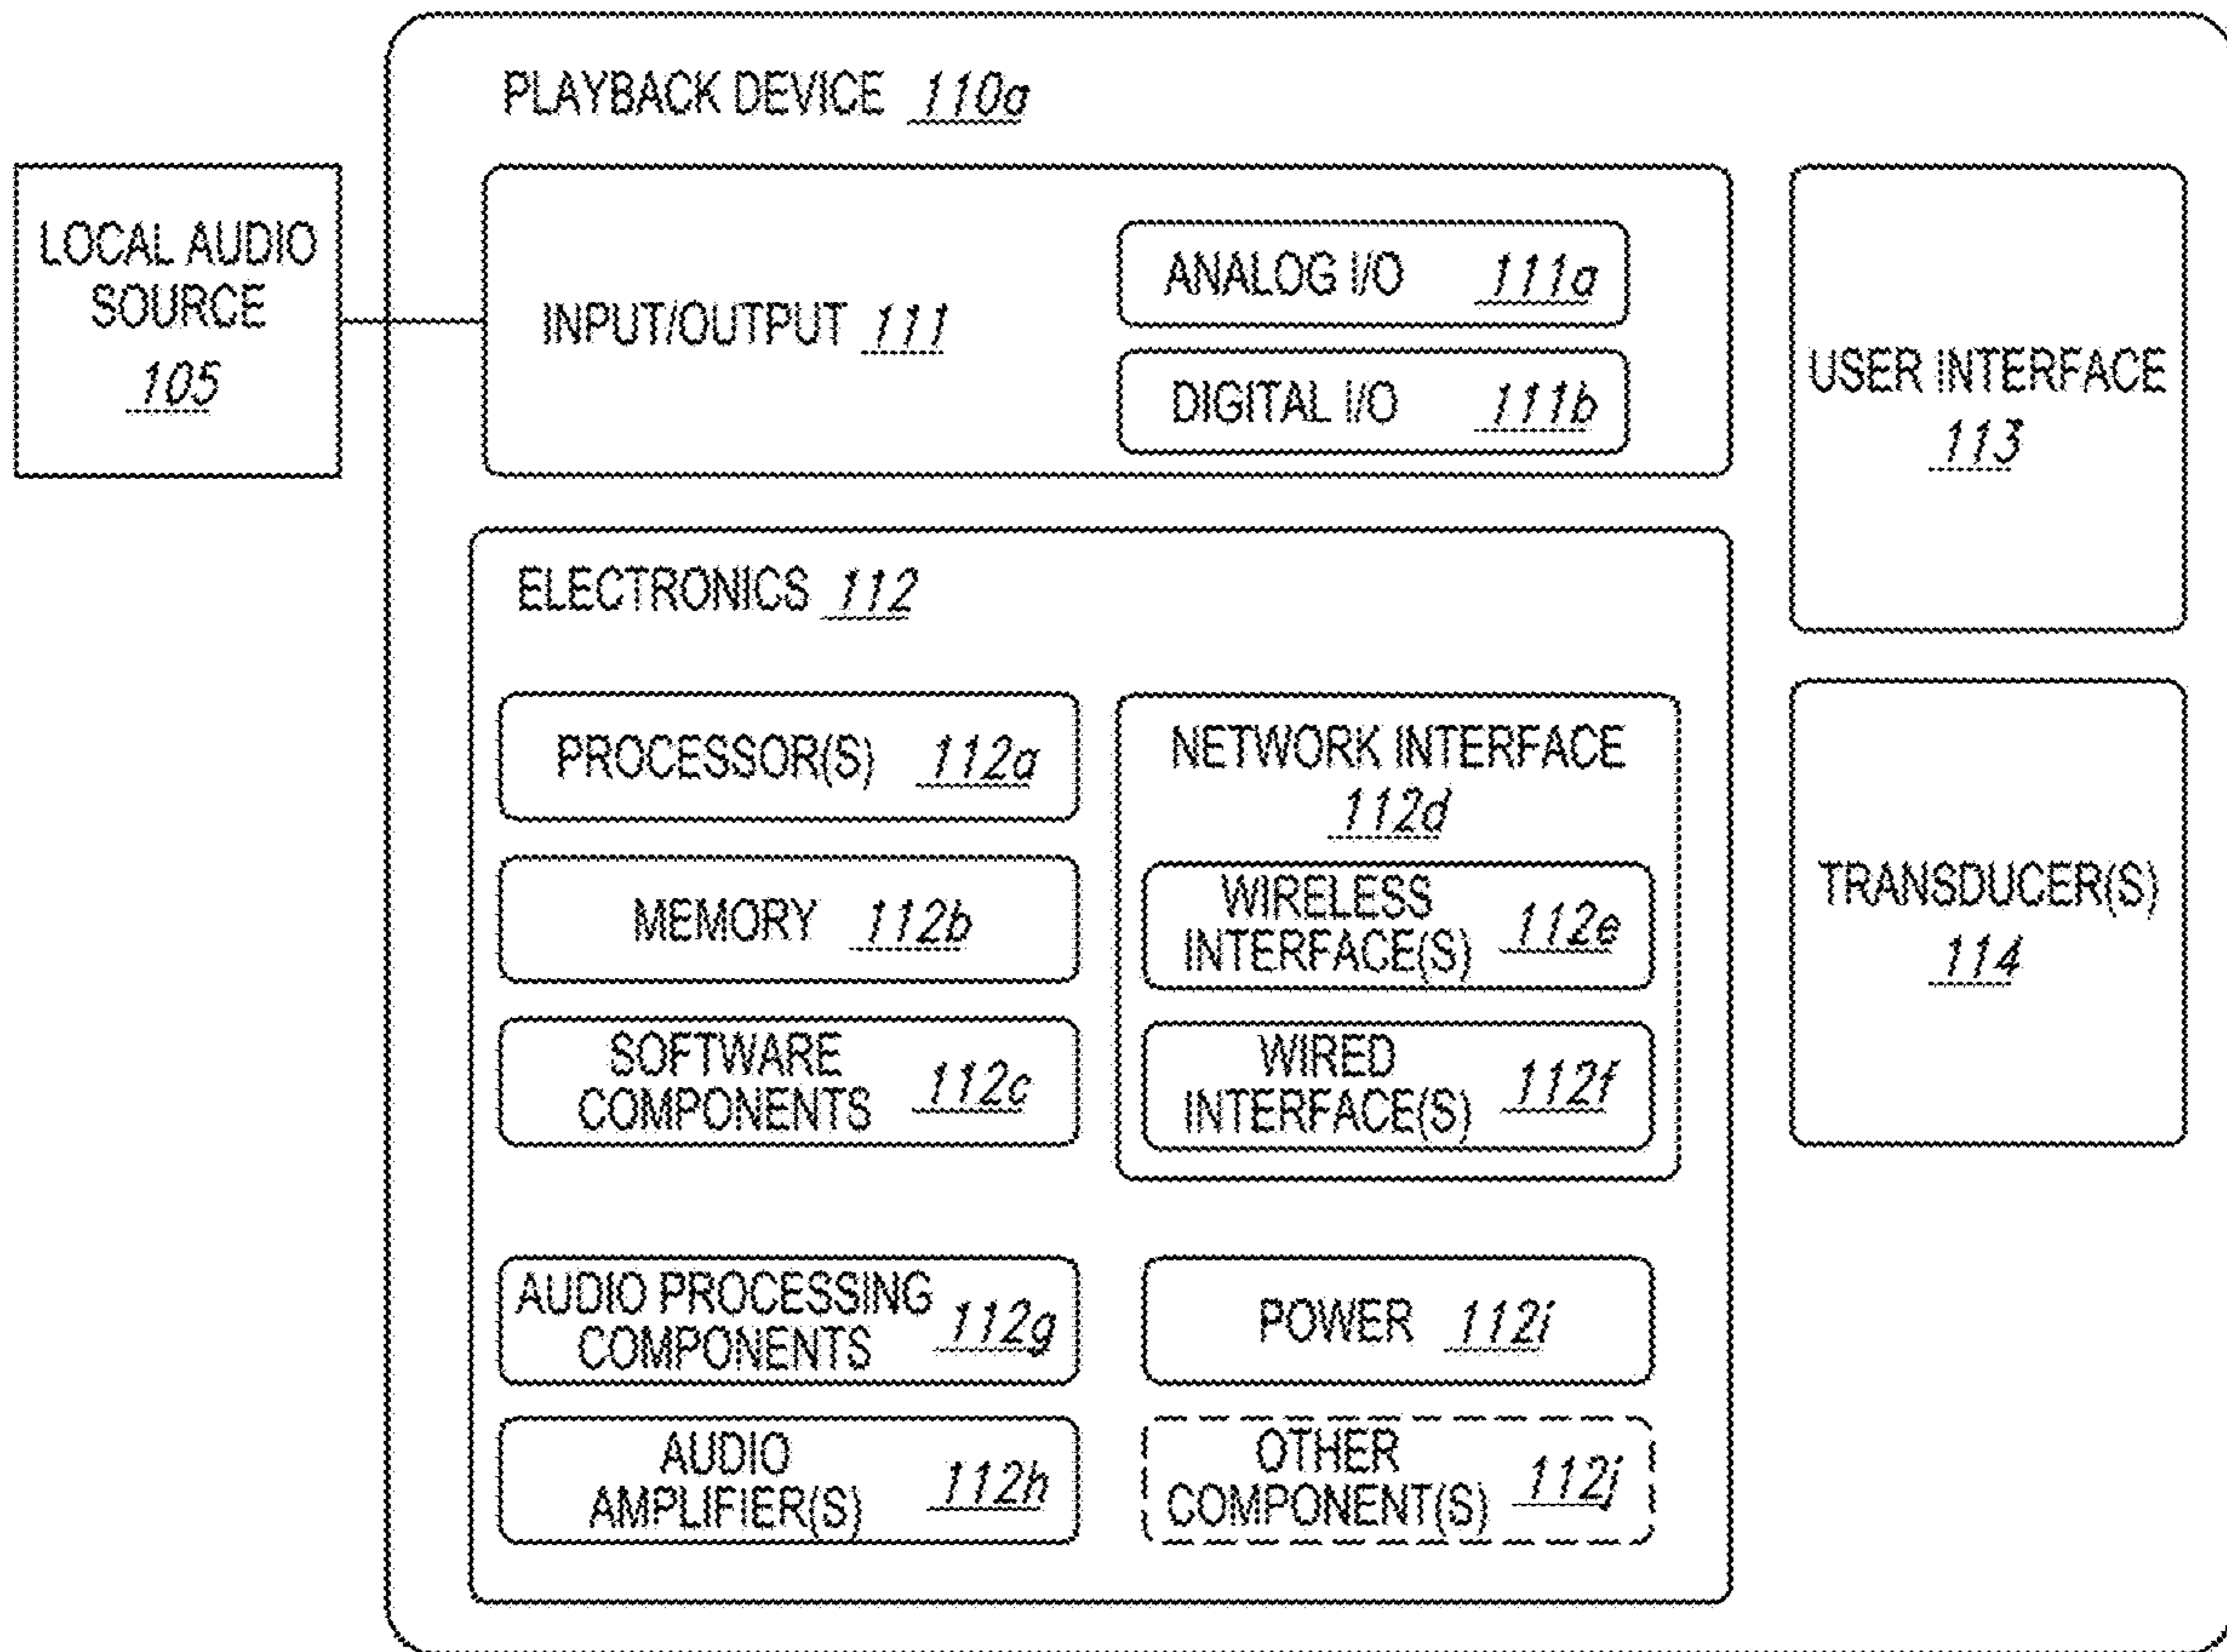 PLAYBACK DEVICE 110a
LOCAL AUDIO
SOURCE
105
INPUT/OUTPUT 111
ANALOG I/O 111a
DIGITAL I/O 111b
USER INTERFACE
113
ELECTRONICS 112
PROCESSOR(S) 112a
MEMORY 112b
SOFTWARE
COMPONENTS 112c
NETWORK INTERFACE
112d
WIRELESS
INTERFACE(S) 112e
WIRED
INTERFACE(S) 112f
TRANSDUCER(S)
114
AUDIO PROCESSING
COMPONENTS 112g
POWER 112i
AUDIO
AMPLIFIER(S) 112h
OTHER
COMPONENT(S) 112j